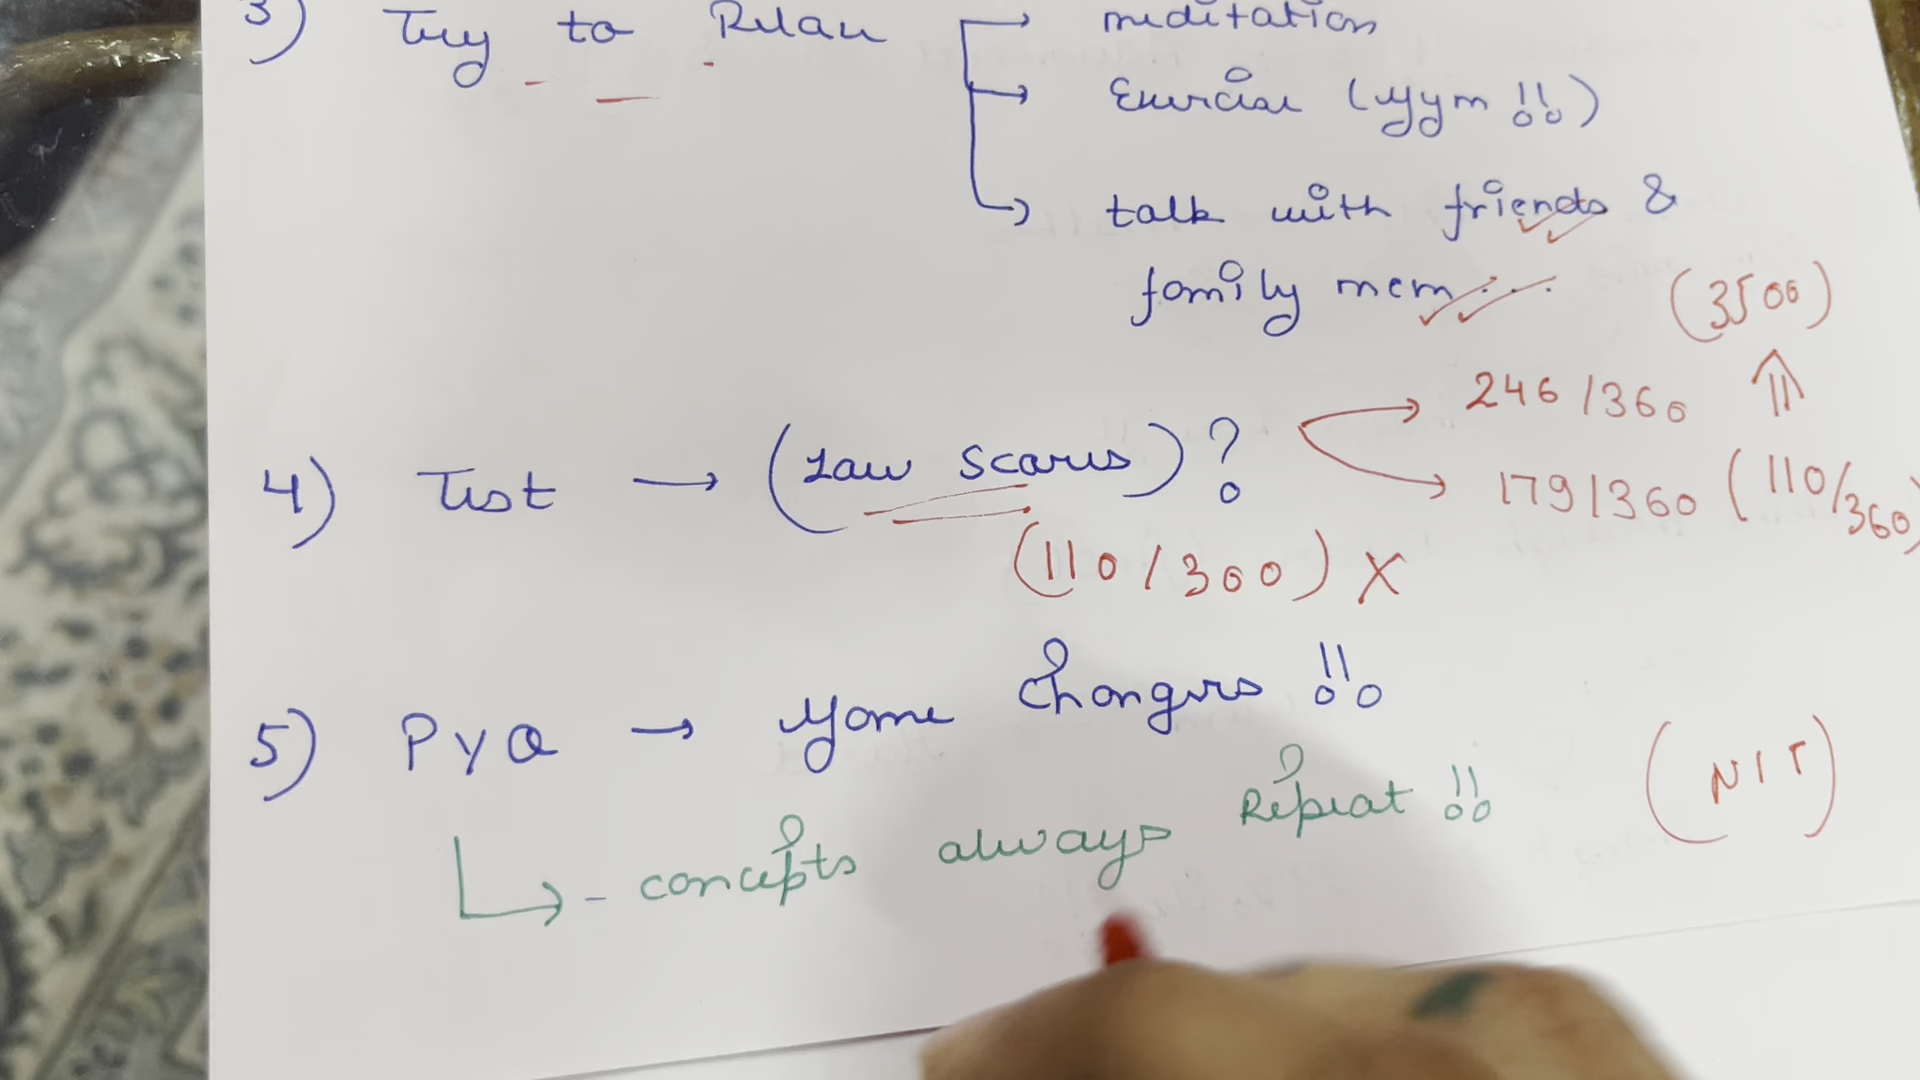 3) Try to Relax → meditation
→ Exercise (Gym !!)
→ talk with friends &
family mem...
(3500)
4) Test → (Low Scores)? → 246/360
→ 179/360 (110/360)
(110/300) X
5) PYQ → Game Changers !!
→ - concepts always Repeat !!
(NIT)